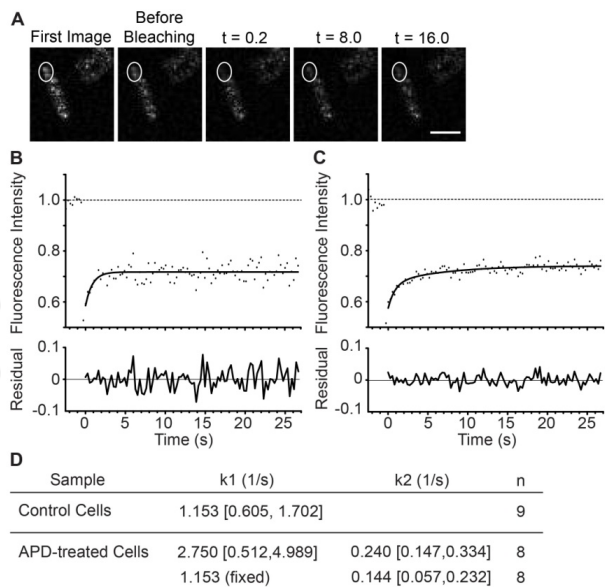 A
First Image
Before
Bleaching
t = 0.2
t = 8.0
t = 16.0
B
C
Fluorescence Intensity
1.0
0.8
0.6
Fluorescence Intensity
1.0
0.8
0.6
Residual
0.1
0
-0.1
0 5 10 15 20 25
Time (s)
Residual
0.1
0
-0.1
0 5 10 15 20 25
Time (s)
D
Sample k1 (1/s) k2 (1/s) n
Control Cells 1.153 [0.605, 1.702] 9
APD-treated Cells 2.750 [0.512,4.989] 0.240 [0.147,0.334] 8
1.153 (fixed) 0.144 [0.057,0.232] 8